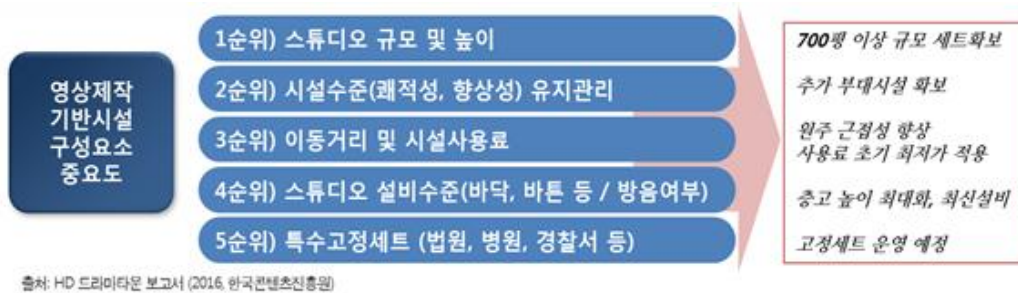 영상제작
기반시설
구성요소
중요도
1순위) 스튜디오 규모 및 높이
2순위) 시설수준(쾌적성, 향상성) 유지관리
3순위) 이동거리 및 시설사용료
4순위) 스튜디오 설비수준(바닥, 바튼 등 / 방음여부)
5순위) 특수고정세트 (법원, 병원, 경찰서 등)
700평 이상 규모 세트확보
추가 부대시설 확보
원주 근접성 향상
사용료 초기 최저가 적용
층고 높이 최대화, 최신설비
고정세트 운영 예정
출처: HD 드라마타운 보고서 (2016, 한국콘텐츠진흥원)